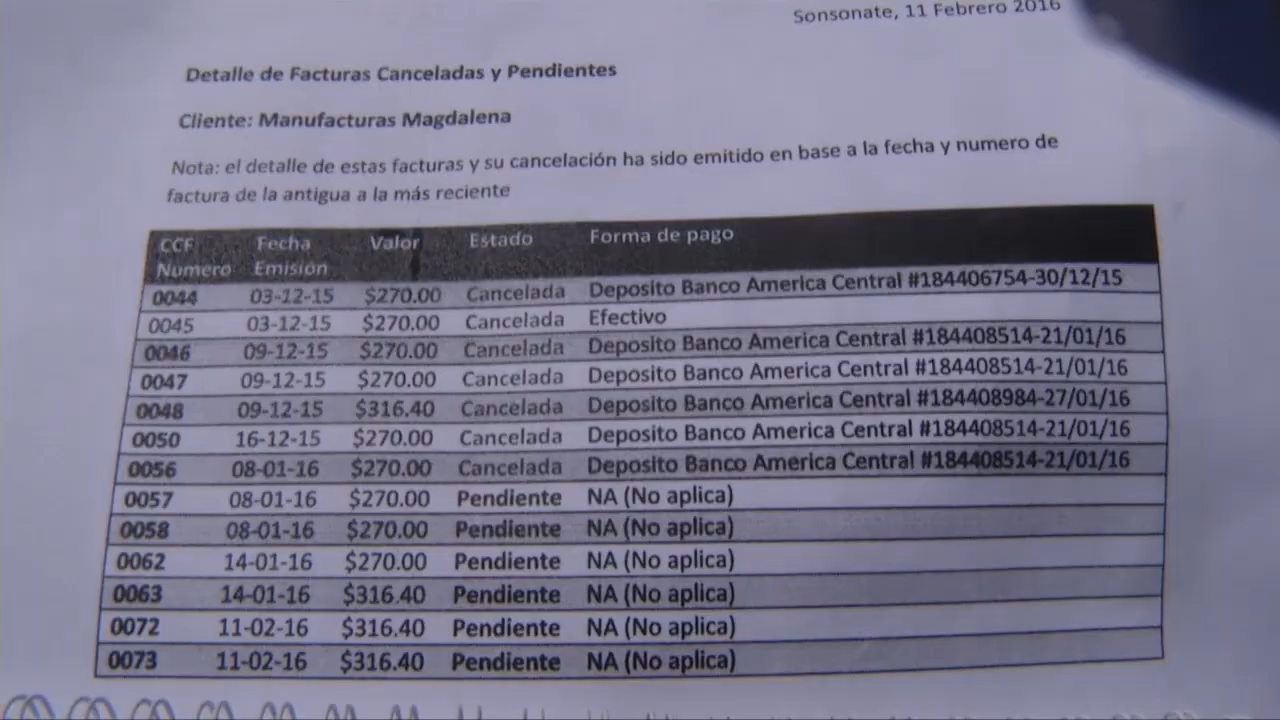 Sonsonate, 11 Febrero 2016
Detalle de Facturas Canceladas y Pendientes
Cliente: Manufacturas Magdalena
Nota: el detalle de estas facturas y su cancelación ha sido emitido en base a la fecha y numero de
factura de la antigua a la más reciente
CCF Numero Fecha Emisión Valor Estado Forma de pago
0044 03-12-15 $270.00 Cancelada Deposito Banco America Central #184406754-30/12/15
0045 03-12-15 $270.00 Cancelada Efectivo
0046 09-12-15 $270.00 Cancelada Deposito Banco America Central #184408514-21/01/16
0047 09-12-15 $270.00 Cancelada Deposito Banco America Central #184408514-21/01/16
0048 09-12-15 $316.40 Cancelada Deposito Banco America Central #184408984-27/01/16
0050 16-12-15 $270.00 Cancelada Deposito Banco America Central #184408514-21/01/16
0056 08-01-16 $270.00 Cancelada Deposito Banco America Central #184408514-21/01/16
0057 08-01-16 $270.00 Pendiente NA (No aplica)
0058 08-01-16 $270.00 Pendiente NA (No aplica)
0062 14-01-16 $270.00 Pendiente NA (No aplica)
0063 14-01-16 $316.40 Pendiente NA (No aplica)
0072 11-02-16 $316.40 Pendiente NA (No aplica)
0073 11-02-16 $316.40 Pendiente NA (No aplica)